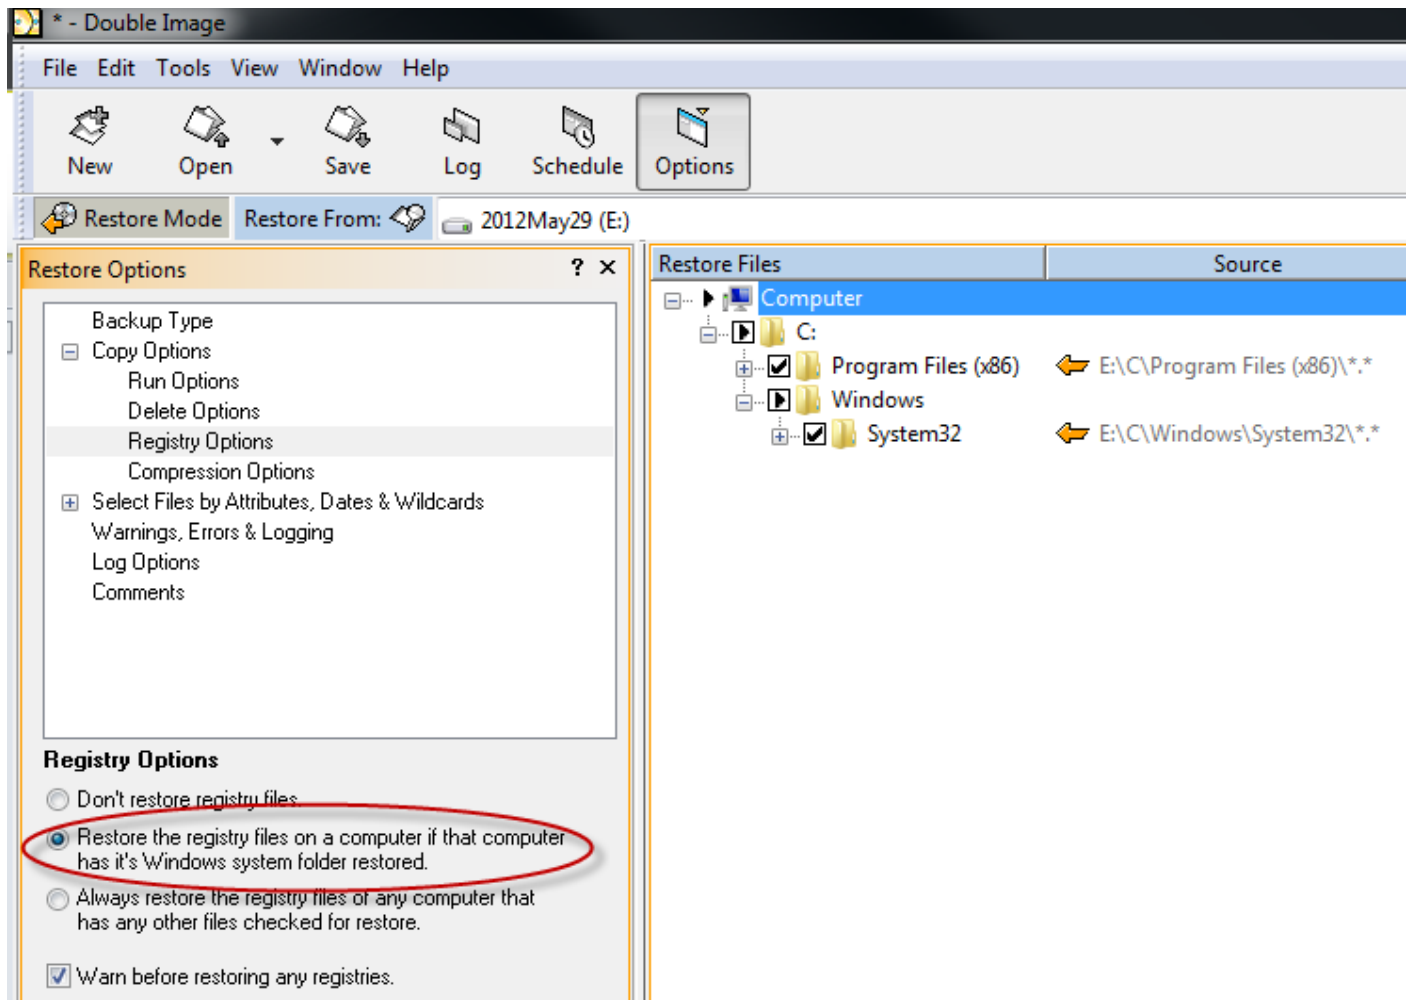 * - Double Image
File Edit Tools View Window Help
New Open Save Log Schedule Options
Restore Mode Restore From: 2012May29 (E:)
Restore Options ? ×
Backup Type
Copy Options
Run Options
Delete Options
Registry Options
Compression Options
Select Files by Attributes, Dates & Wildcards
Warnings, Errors & Logging
Log Options
Comments
Registry Options
Don't restore registry files.
Restore the registry files on a computer if that computer
has it's Windows system folder restored.
Always restore the registry files of any computer that
has any other files checked for restore.
Warn before restoring any registries.
Restore Files Source
Computer
C:
Program Files (x86) E:\C\Program Files (x86)\*.*
Windows
System32 E:\C\Windows\System32\*.*